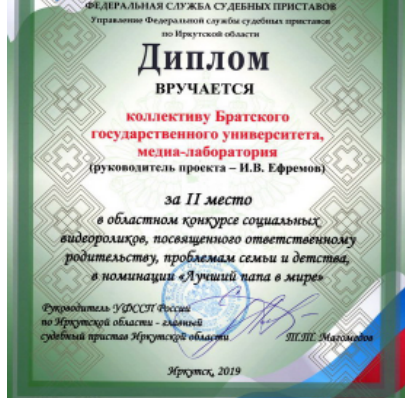 ФЕДЕРАЛЬНАЯ СЛУЖБА СУДЕБНЫХ ПРИСТАВОВ
Управление Федеральной службы судебных приставов
по Иркутской области
Диплом
ВРУЧАЕТСЯ
коллективу Братского
государственного университета,
медиа-лаборатория
(руководитель проекта – И.В. Ефремов)
за II место
в областном конкурсе социальных
видеороликов, посвященного ответственному
родительству, проблемам семьи и детства,
в номинации «Лучший папа в мире»
Руководитель УФССП России
по Иркутской области - главный
судебный пристав Иркутской области
Т.Т. Магомедов
Иркутск, 2019